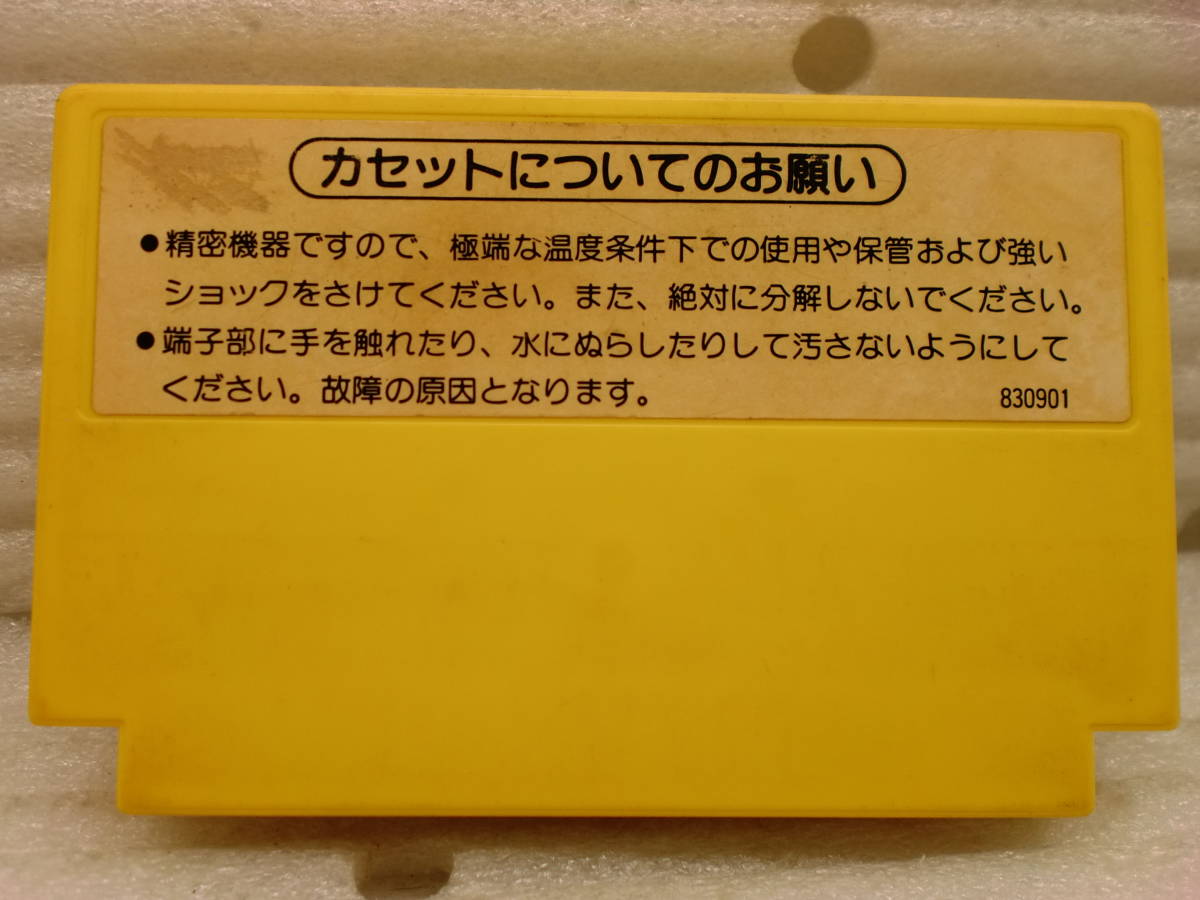 カセットについてのお願い
●精密機器ですので、極端な温度条件下での使用や保管および強い
ショックをさけてください。また、絶対に分解しないでください。
●端子部に手を触れたり、水にぬらしたりして汚さないようにして
ください。故障の原因となります。
830901